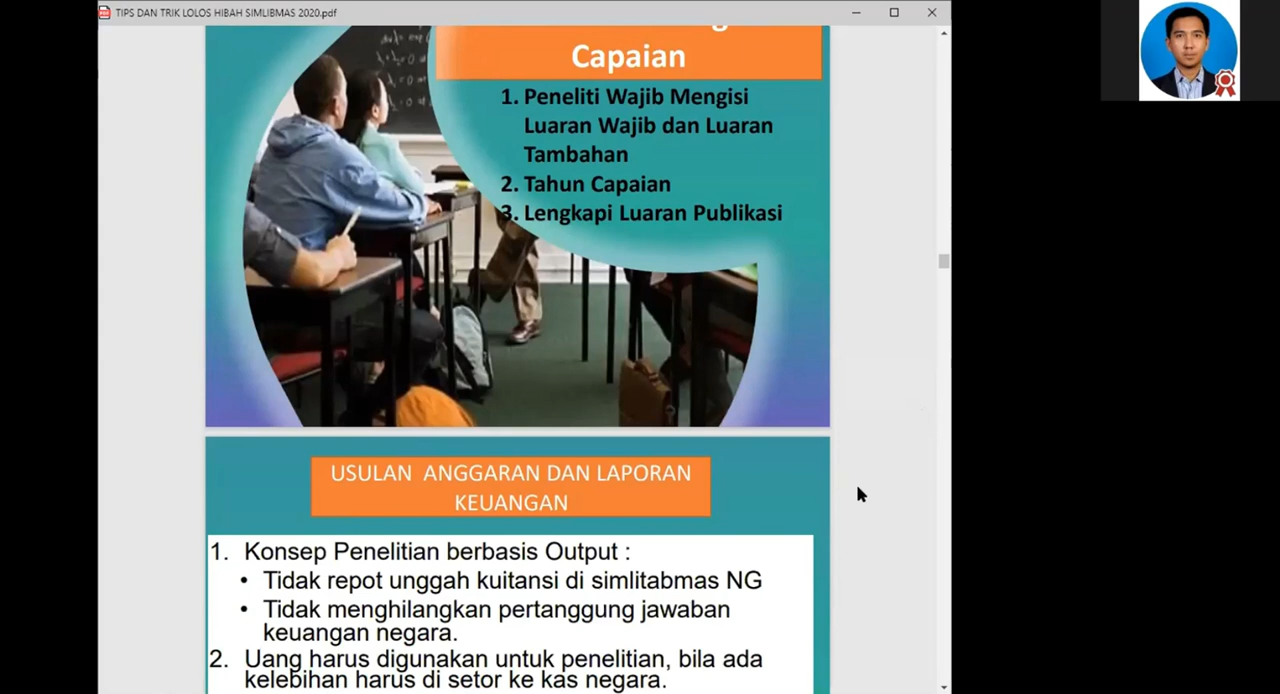 TIPS DAN TRIK LOLOS HIBAH SIMLIBMAS 2020.pdf
Capaian
1. Peneliti Wajib Mengisi
Luaran Wajib dan Luaran
Tambahan
2. Tahun Capaian
3. Lengkapi Luaran Publikasi
USULAN ANGGARAN DAN LAPORAN
KEUANGAN
1. Konsep Penelitian berbasis Output :
• Tidak repot unggah kuitansi di simlitabmas NG
• Tidak menghilangkan pertanggung jawaban
keuangan negara.
2. Uang harus digunakan untuk penelitian, bila ada
kelebihan harus di setor ke kas negara.